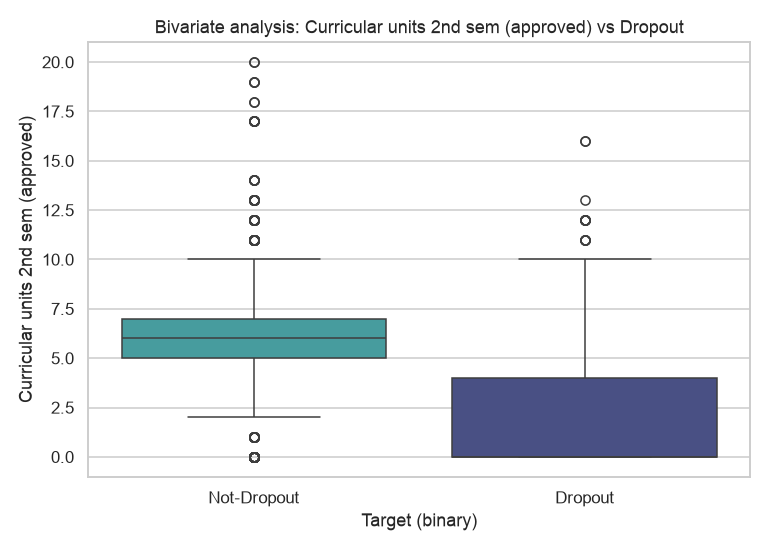 Bivariate analysis: Curricular units 2nd sem (approved) vs Dropout
Curricular units 2nd sem (approved)
20.0
17.5
15.0
12.5
10.0
7.5
5.0
2.5
0.0
Not-Dropout
Dropout
Target (binary)